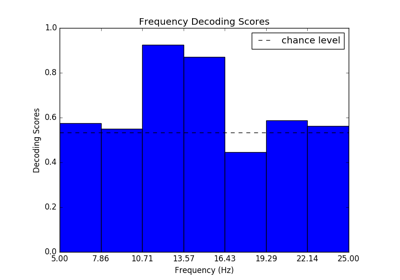 Frequency Decoding Scores
chance level
1.0
0.8
0.6
0.4
0.2
0.0
Decoding Scores
5.00 7.86 10.71 13.57 16.43 19.29 22.14 25.00
Frequency (Hz)